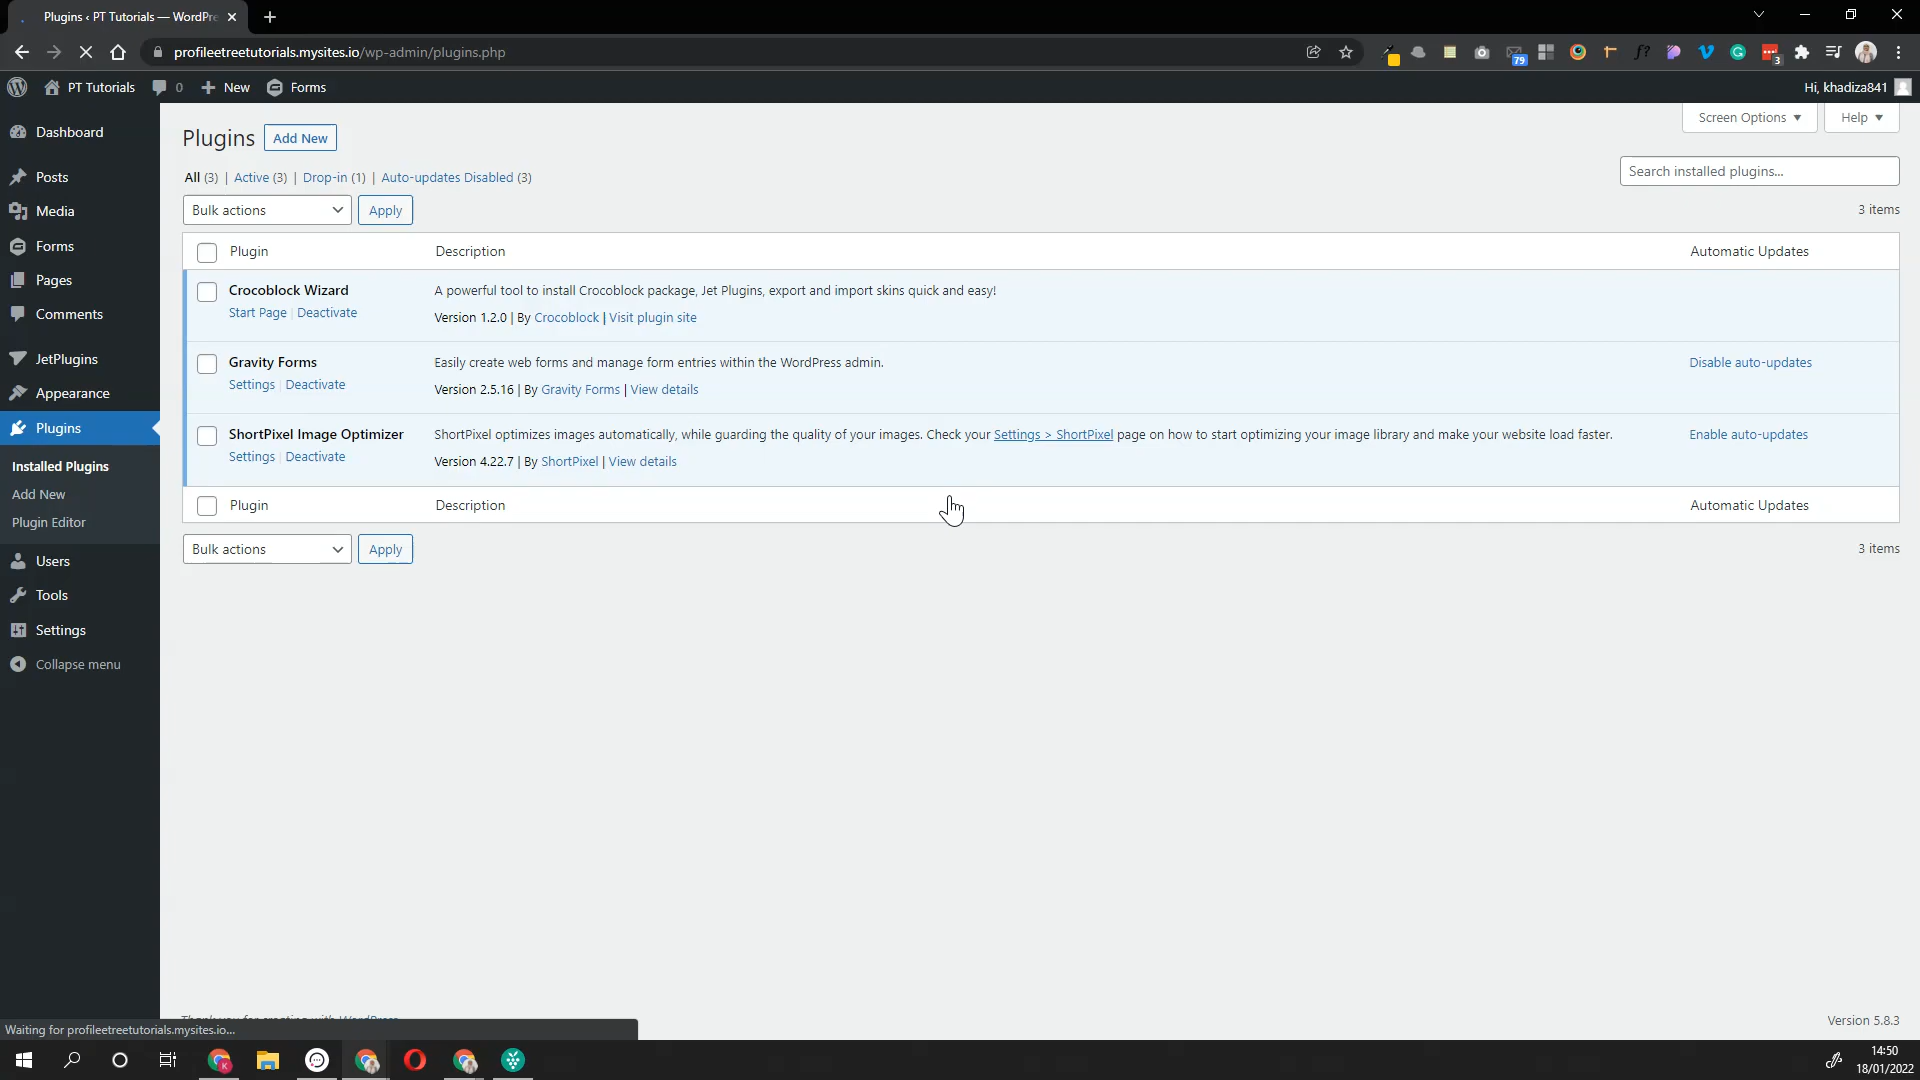 Plugins ‹ PT Tutorials — WordPre
profileetreetutorials.mysites.io/wp-admin/plugins.php
79
3
PT Tutorials
0
New
Forms
Hi, khadiza841
Dashboard
Posts
Media
Forms
Pages
Comments
JetPlugins
Appearance
Plugins
Installed Plugins
Add New
Plugin Editor
Users
Tools
Settings
Collapse menu
Plugins
Add New
Screen Options
Help
All (3) | Active (3) | Drop-in (1) | Auto-updates Disabled (3)
Search installed plugins...
Bulk actions
Apply
3 items
Plugin
Description
Automatic Updates
Crocoblock Wizard
Start Page | Deactivate
A powerful tool to install Crocoblock package, Jet Plugins, export and import skins quick and easy!
Version 1.2.0 | By Crocoblock | Visit plugin site
Gravity Forms
Settings | Deactivate
Easily create web forms and manage form entries within the WordPress admin.
Version 2.5.16 | By Gravity Forms | View details
Disable auto-updates
ShortPixel Image Optimizer
Settings | Deactivate
ShortPixel optimizes images automatically, while guarding the quality of your images. Check your Settings > ShortPixel page on how to start optimizing your image library and make your website load faster.
Version 4.22.7 | By ShortPixel | View details
Enable auto-updates
Plugin
Description
Automatic Updates
Bulk actions
Apply
3 items
Thank you for creating with WordPress
Version 5.8.3
Waiting for profileetreetutorials.mysites.io...
K
14:50
18/01/2022